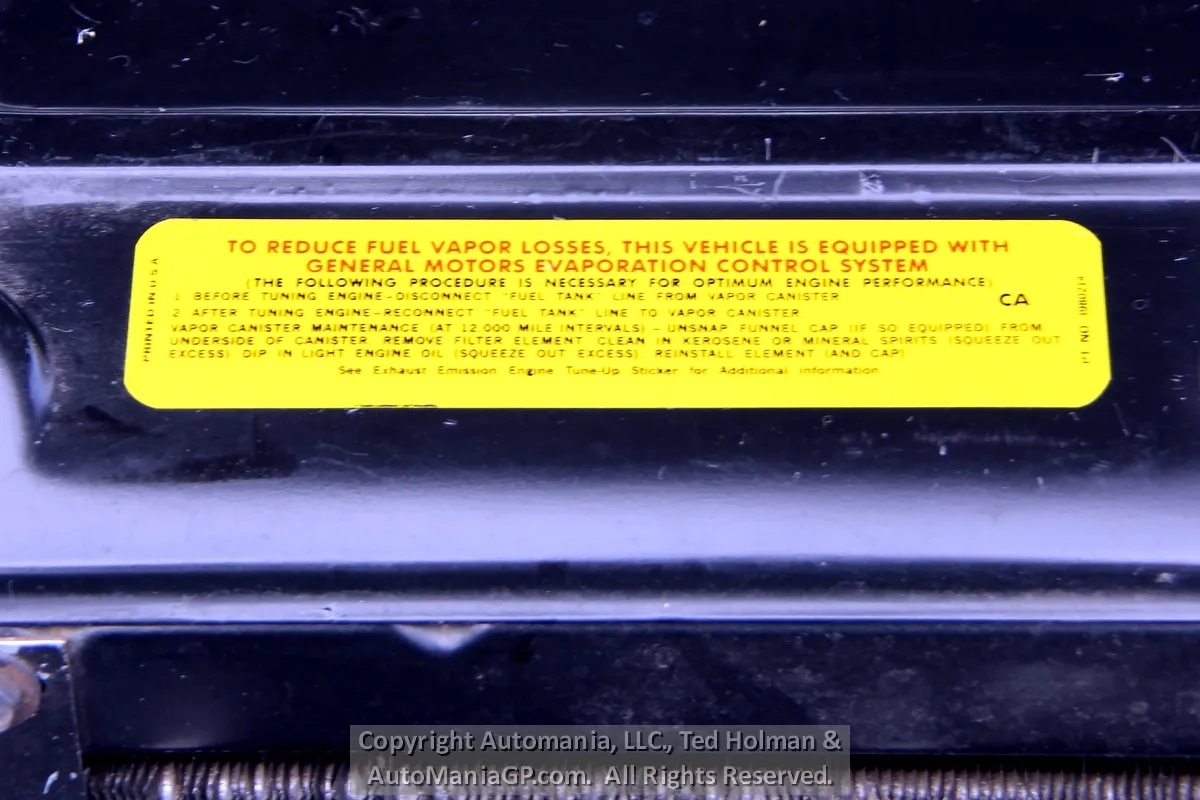 TO REDUCE FUEL VAPOR LOSSES, THIS VEHICLE IS EQUIPPED WITH
GENERAL MOTORS EVAPORATION CONTROL SYSTEM
(THE FOLLOWING PROCEDURE IS NECESSARY FOR OPTIMUM ENGINE PERFORMANCE)
1 BEFORE TUNING ENGINE-DISCONNECT "FUEL TANK" LINE FROM VAPOR CANISTER
2 AFTER TUNING ENGINE-RECONNECT "FUEL TANK" LINE TO VAPOR CANISTER.
CA
VAPOR CANISTER MAINTENANCE (AT 12,000 MILE INTERVALS) - UNSNAP FUNNEL CAP (IF SO EQUIPPED) FROM
UNDERSIDE OF CANISTER. REMOVE FILTER ELEMENT. CLEAN IN KEROSENE OR MINERAL SPIRITS (SQUEEZE OUT
EXCESS) DIP IN LIGHT ENGINE OIL (SQUEEZE OUT EXCESS). REINSTALL ELEMENT (AND CAP)
See Exhaust Emission Engine Tune-Up Sticker for Additional Information
PRINTED IN U.S.A
PT NO
Copyright Automania, LLC., Ted Holman &
AutoManiaGP.com. All Rights Reserved.